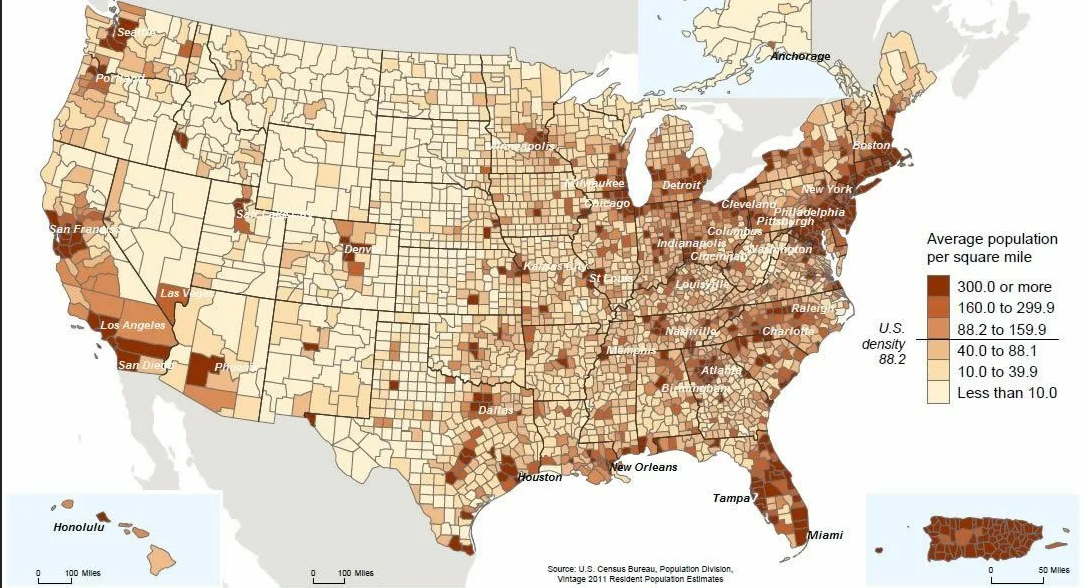 Seattle
Portland
Anchorage
Minneapolis
Milwaukee
Detroit
Boston
Chicago
Cleveland
New York
Philadelphia
Pittsburgh
Columbus
Indianapolis
Washington
Cincinnati
Salt Lake City
San Francisco
Denver
Kansas City
St Louis
Louisville
Las Vegas
Raleigh
Los Angeles
Nashville
Charlotte
Memphis
San Diego
Phoenix
Atlanta
Birmingham
Dallas
New Orleans
Houston
Tampa
Miami
Honolulu
Average population
per square mile
300.0 or more
160.0 to 299.9
88.2 to 159.9
U.S.
density
88.2
40.0 to 88.1
10.0 to 39.9
Less than 10.0
0 100 Miles
0 100 Miles
Source: U.S. Census Bureau, Population Division,
Vintage 2011 Resident Population Estimates
0 50 Miles